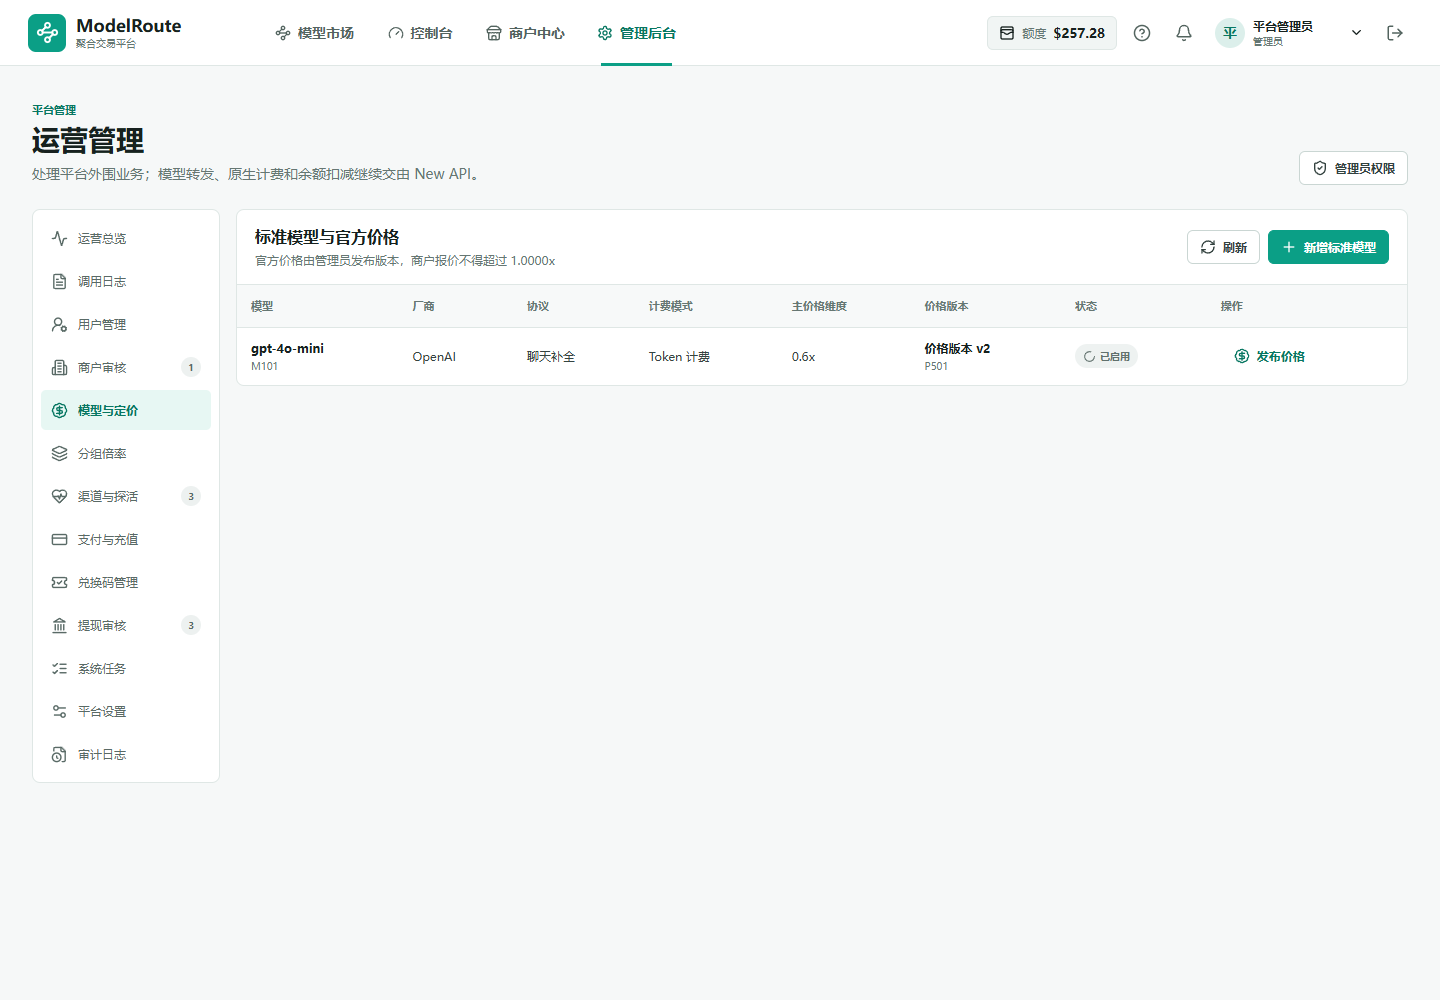 ModelRoute
聚合交易平台
模型市场
控制台
商户中心
管理后台
额度 $257.28
平
平台管理员
管理员
平台管理
运营管理
处理平台外围业务；模型转发、原生计费和余额扣减继续交由 New API。
管理员权限
运营总览
调用日志
用户管理
商户审核 1
模型与定价
分组倍率
渠道与探活 3
支付与充值
兑换码管理
提现审核 3
系统任务
平台设置
审计日志
标准模型与官方价格
官方价格由管理员发布版本，商户报价不得超过 1.0000x
刷新
新增标准模型
模型 厂商 协议 计费模式 主价格维度 价格版本 状态 操作
gpt-4o-mini OpenAI 聊天补全 Token 计费 0.6x 价格版本 v2 已启用 发布价格
M101 P501